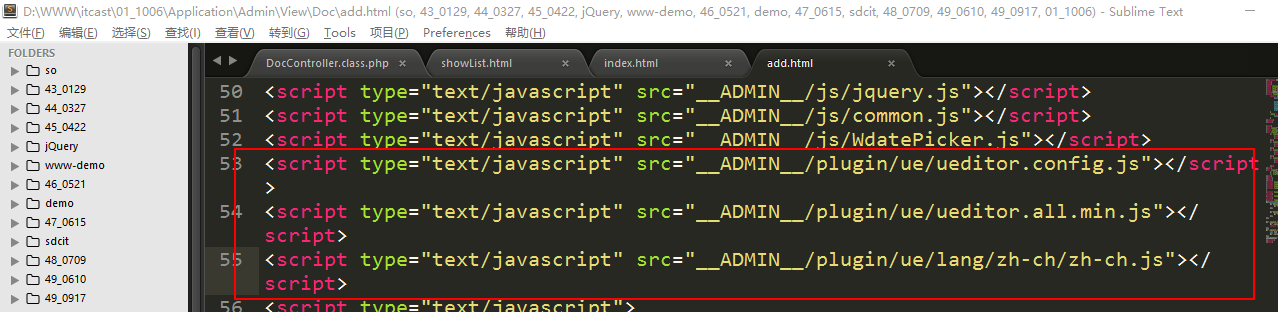 D:\WWW\itcast\01_1006\Application\Admin\View\Doc\add.html (so, 43_0129, 44_0327, 45_0422, jQuery, www-demo, 46_0521, demo, 47_0615, sdcit, 48_0709, 49_0610, 49_0917, 01_1006) - Sublime Text
文件(F) 编辑(E) 选择(S) 查找(I) 查看(V) 转到(G) Tools 项目(P) Preferences 帮助(H)
FOLDERS
so
43_0129
44_0327
45_0422
jQuery
www-demo
46_0521
demo
47_0615
sdcit
48_0709
49_0610
49_0917
DocController.class.php × showList.html × index.html × add.html ×
50 <script type="text/javascript" src="__ADMIN__/js/jquery.js"></script>
51 <script type="text/javascript" src="__ADMIN__/js/common.js"></script>
52 <script type="text/javascript" src="__ADMIN__/js/WdatePicker.js"></script>
53 <script type="text/javascript" src="__ADMIN__/plugin/ue/ueditor.config.js"></script
>
54 <script type="text/javascript" src="__ADMIN__/plugin/ue/ueditor.all.min.js"></
script>
55 <script type="text/javascript" src="__ADMIN__/plugin/ue/lang/zh-ch/zh-ch.js"></
script>
56 <script type="text/javascript">